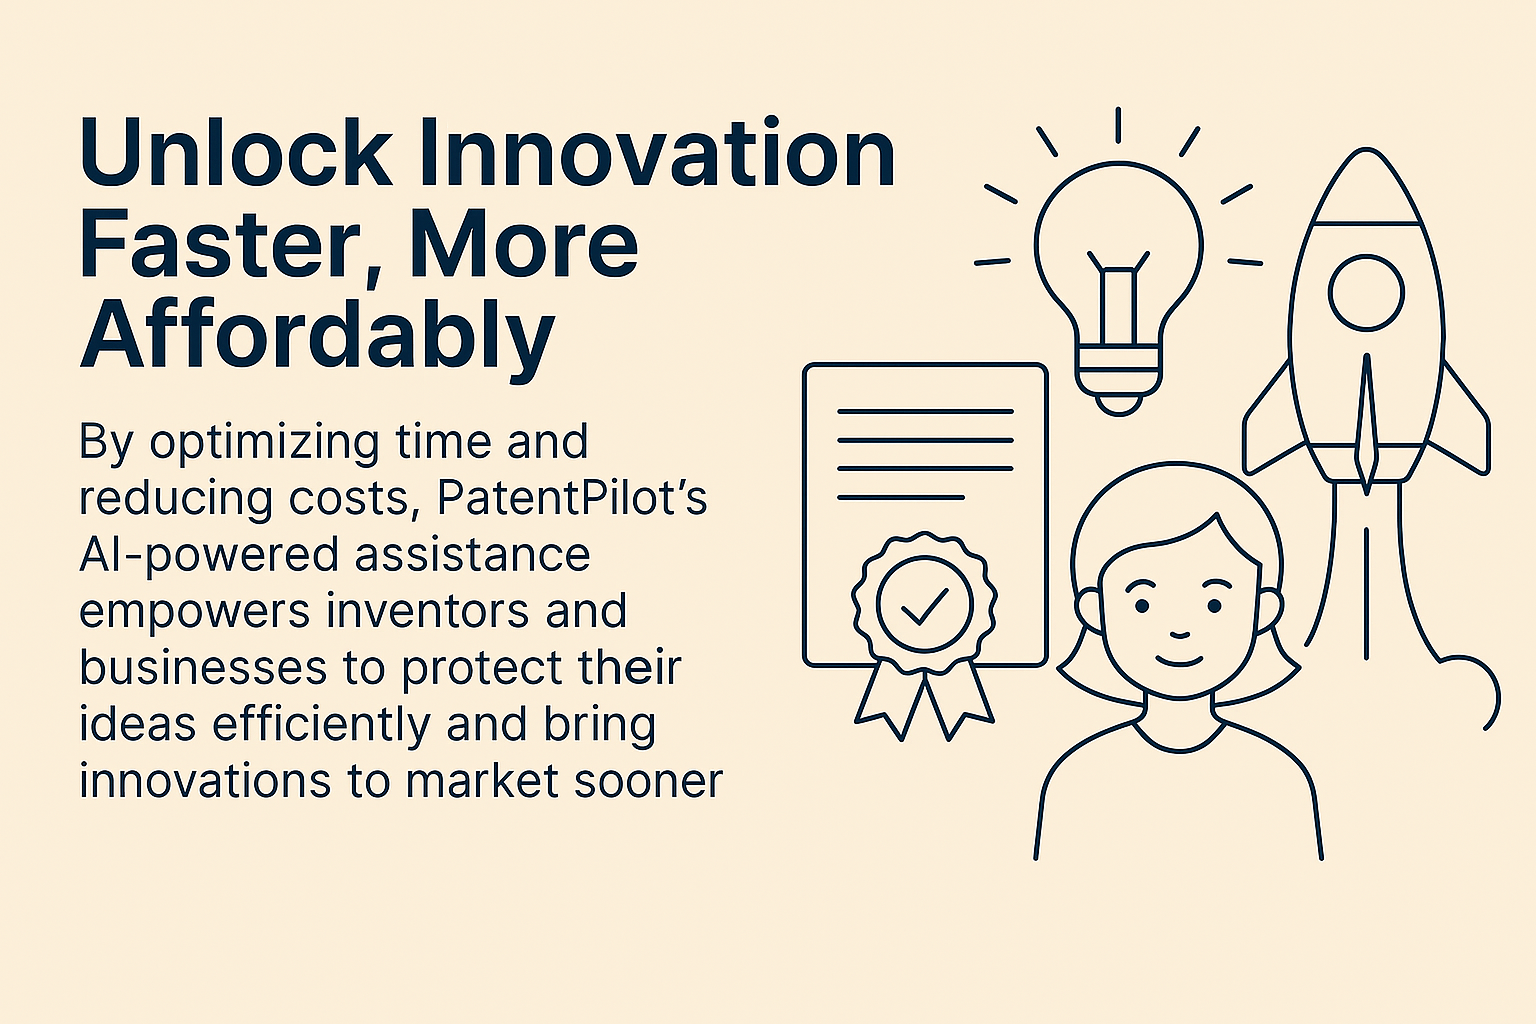 Unlock Innovation
Faster, More
Affordably
By optimizing time and
reducing costs, PatentPilot’s
AI-powered assistance
empowers inventors and
businesses to protect their
ideas efficiently and bring
innovations to market sooner